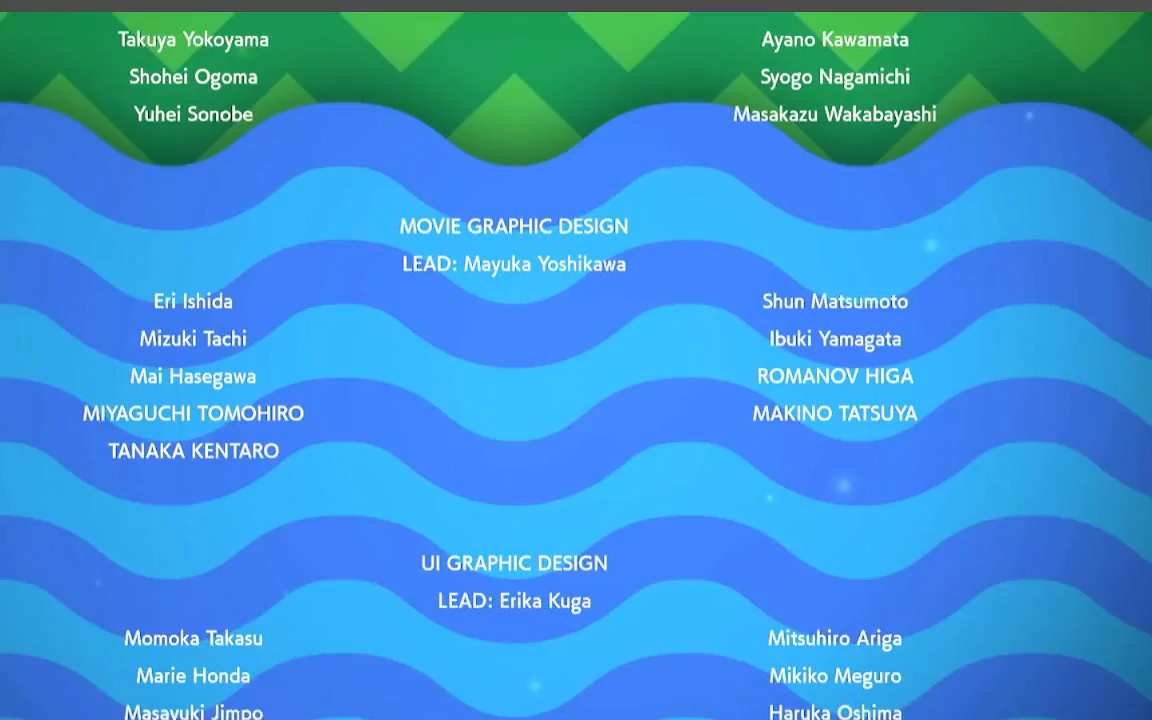 Takuya Yokoyama Ayano Kawamata
Shohei Ogoma Syogo Nagamichi
Yuhei Sonobe Masakazu Wakabayashi
MOVIE GRAPHIC DESIGN
LEAD: Mayuka Yoshikawa
Eri Ishida Shun Matsumoto
Mizuki Tachi Ibuki Yamagata
Mai Hasegawa ROMANOV HIGA
MIYAGUCHI TOMOHIRO MAKINO TATSUYA
TANAKA KENTARO
UI GRAPHIC DESIGN
LEAD: Erika Kuga
Momoka Takasu Mitsuhiro Ariga
Marie Honda Mikiko Meguro
Masayuki Jimpo Haruka Oshima